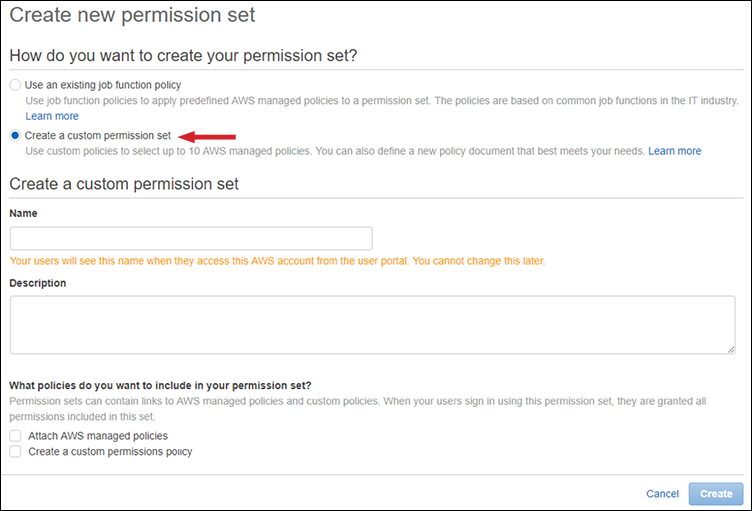 Create new permission set
How do you want to create your permission set?
Use an existing job function policy
Use job function policies to apply predefined AWS managed policies to a permission set. The policies are based on common job functions in the IT industry.
Learn more
Create a custom permission set
Use custom policies to select up to 10 AWS managed policies. You can also define a new policy document that best meets your needs. Learn more
Create a custom permission set
Name
Your users will see this name when they access this AWS account from the user portal. You cannot change this later.
Description
What policies do you want to include in your permission set?
Permission sets can contain links to AWS managed policies and custom policies. When your users sign in using this permission set, they are granted all
permissions included in this set.
Attach AWS managed policies
Create a custom permissions policy
Cancel Create